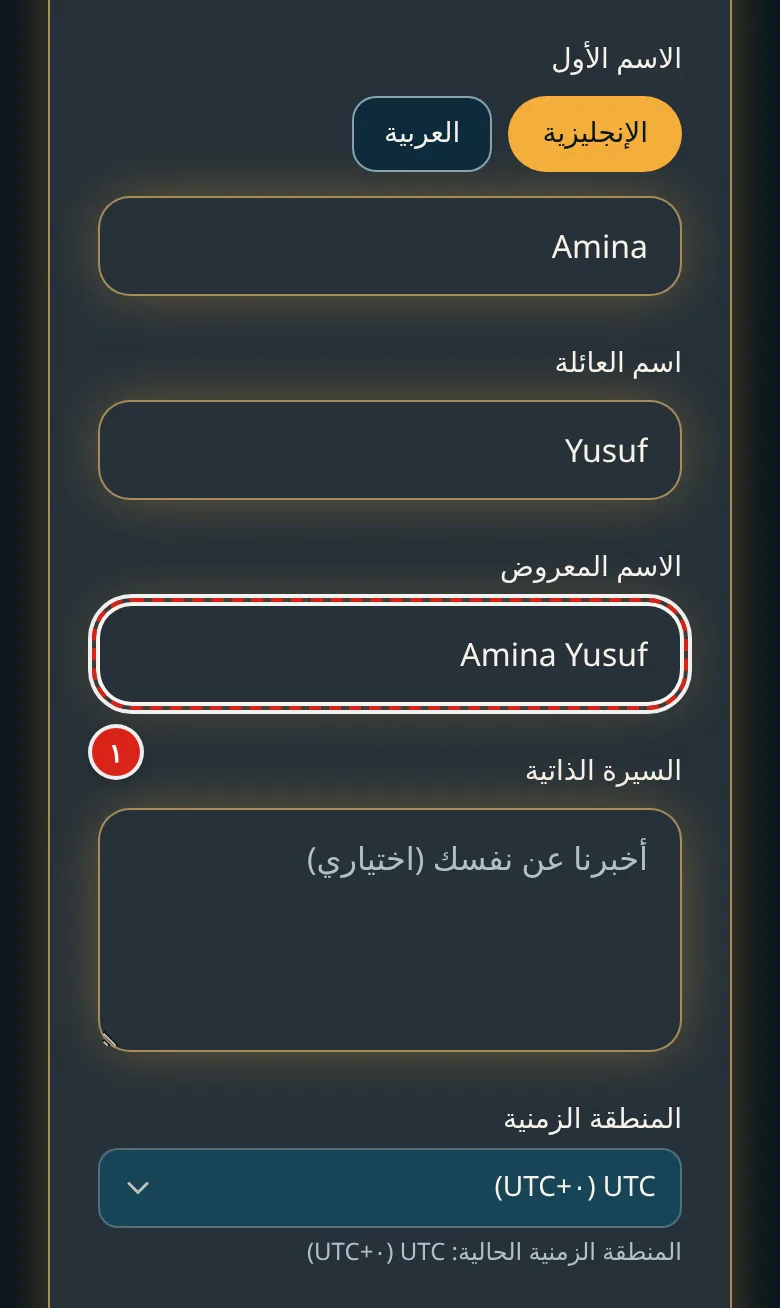 الاسم الأول
الإنجليزية العربية
Amina
اسم العائلة
Yusuf
الاسم المعروض
Amina Yusuf
١
السيرة الذاتية
أخبرنا عن نفسك (اختياري)
المنطقة الزمنية
UTC (UTC+٠)
المنطقة الزمنية الحالية: UTC (UTC+٠)